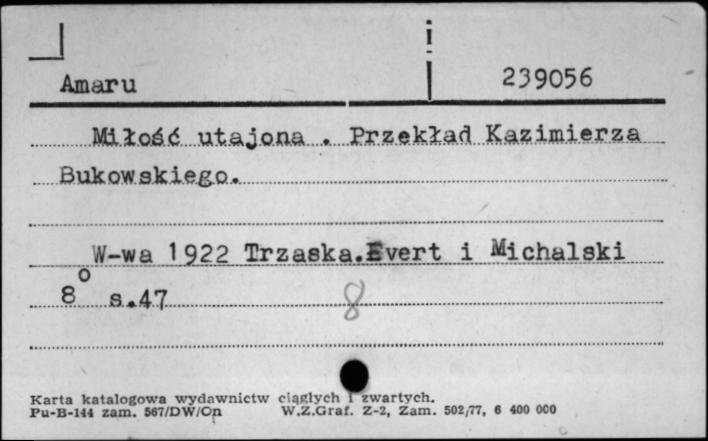 i
Amaru 239056
Miłość utajona . Przekład Kazimierza
Bukowskiego.
W-wa 1922 Trzaska.Evert i Michalski
8° s.47 8
Karta katalogowa wydawnictw ciągłych i zwartych.
Pu-B-144 zam. 567/DW/Op W.Z.Graf. Z-2, Zam. 502/77, 6 400 000